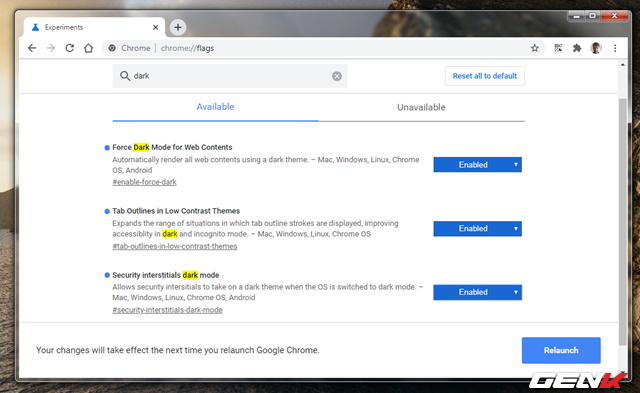 Experiments
Chrome | chrome://flags
dark
Reset all to default
Available
Unavailable
Force Dark Mode for Web Contents
Automatically render all web contents using a dark theme. – Mac, Windows, Linux, Chrome
OS, Android
#enable-force-dark
Enabled
Tab Outlines in Low Contrast Themes
Expands the range of situations in which tab outline strokes are displayed, improving
accessiblity in dark and incognito mode. – Mac, Windows, Linux, Chrome OS
#tab-outlines-in-low-contrast-themes
Enabled
Security interstitials dark mode
Allows security intersitials to take on a dark theme when the OS is switched to dark mode. –
Mac, Windows, Linux, Chrome OS, Android
#security-interstitials-dark-mode
Enabled
Your changes will take effect the next time you relaunch Google Chrome.
Relaunch
GENK